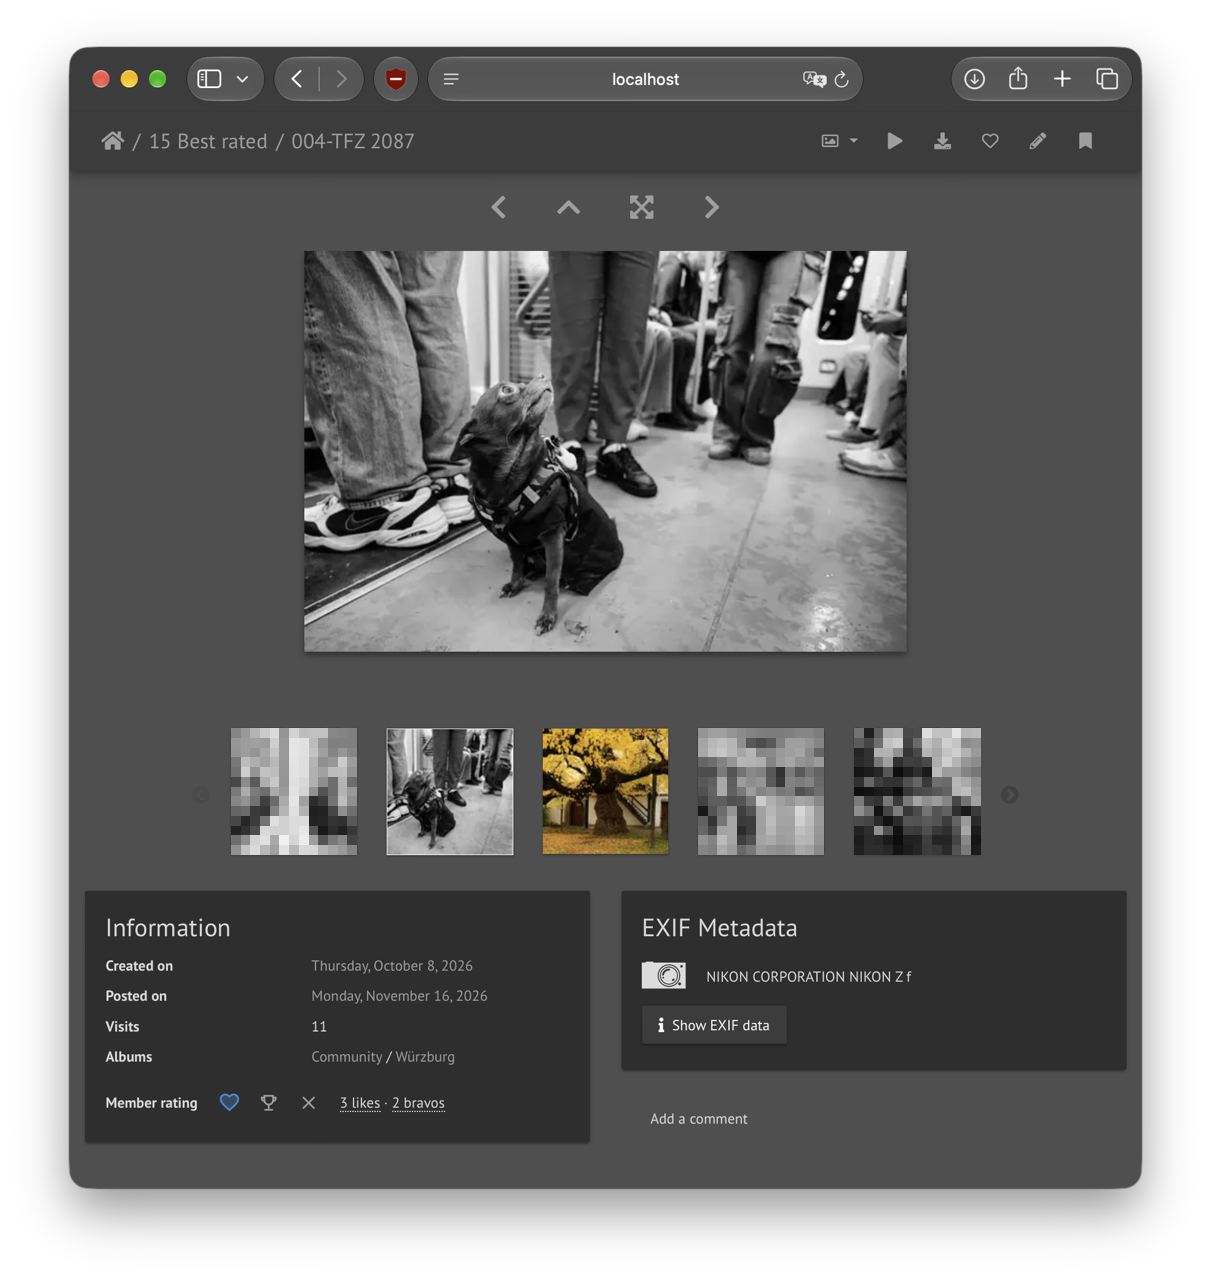 localhost
/ 15 Best rated / 004-TFZ 2087
Information
Created on Thursday, October 8, 2026
Posted on Monday, November 16, 2026
Visits 11
Albums Community / Würzburg
Member rating 3 likes · 2 bravos
EXIF Metadata
NIKON CORPORATION NIKON Z f
Show EXIF data
Add a comment